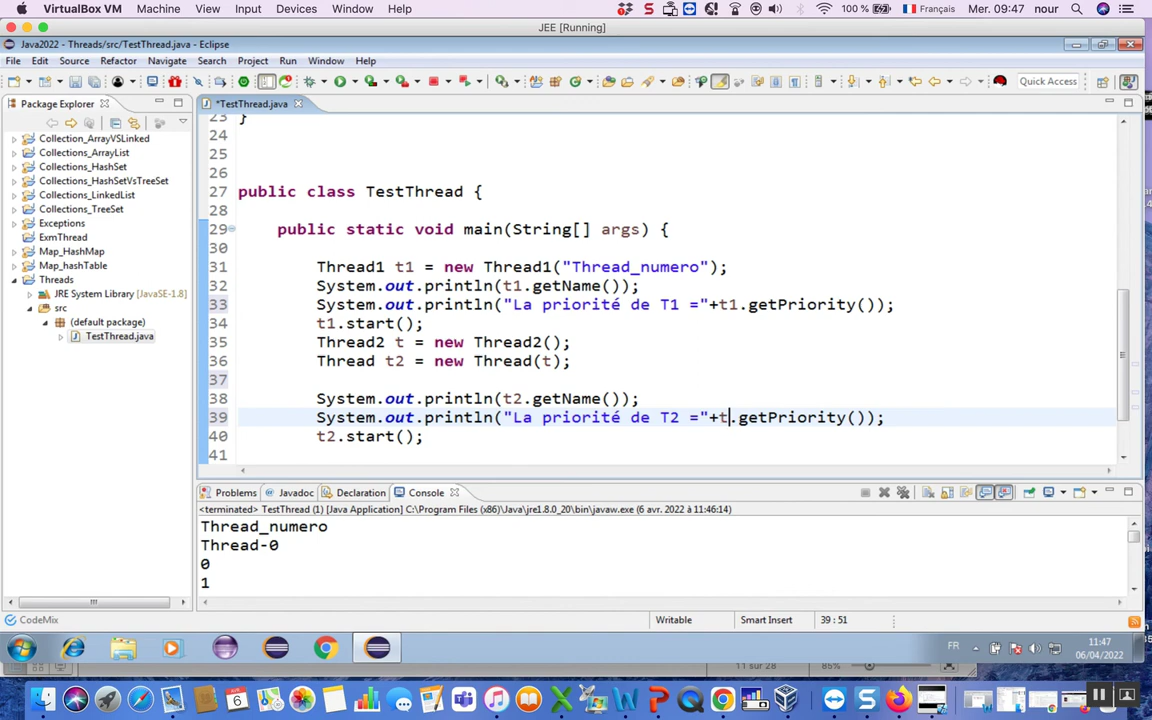 VirtualBox VM Machine View Input Devices Window Help 100 % Français Mer. 09:47 nour
JEE [Running]
Java2022 - Threads/src/TestThread.java - Eclipse
File Edit Source Refactor Navigate Search Project Run Window Help
Quick Access
Package Explorer
*TestThread.java
Collection_ArrayVSLinked
Collections_ArrayList
Collections_HashSet
Collections_HashSetVsTreeSet
Collections_LinkedList
Collections_TreeSet
Exceptions
ExmThread
Map_HashMap
Map_hashTable
Threads
JRE System Library [JavaSE-1.8]
src
(default package)
TestThread.java
23 }
24
25
26
27 public class TestThread {
28
29 public static void main(String[] args) {
30
31 Thread1 t1 = new Thread1("Thread_numero");
32 System.out.println(t1.getName());
33 System.out.println("La priorité de T1 ="+t1.getPriority());
34 t1.start();
35 Thread2 t = new Thread2();
36 Thread t2 = new Thread(t);
37
38 System.out.println(t2.getName());
39 System.out.println("La priorité de T2 ="+t.getPriority());
40 t2.start();
41
Problems Javadoc Declaration Console
<terminated> TestThread (1) [Java Application] C:\Program Files (x86)\Java\jre1.8.0_20\bin\javaw.exe (6 avr. 2022 à 11:46:14)
Thread_numero
Thread-0
0
1
CodeMix
Writable Smart Insert 39 : 51
FR 11:47
06/04/2022
11 sur 28 85%